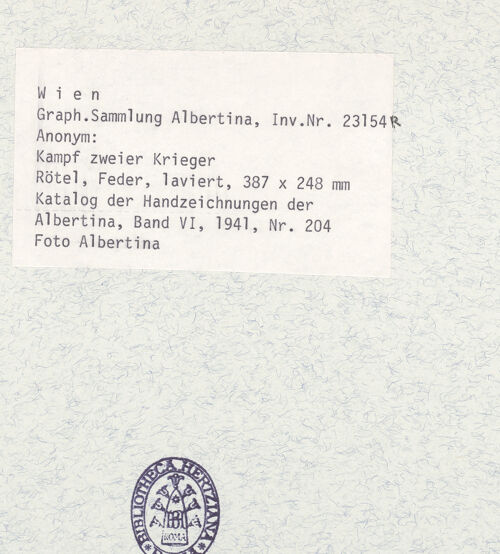 W i e n
Graph.Sammlung Albertina, Inv.Nr. 23154R
Anonym:
Kampf zweier Krieger
Rötel, Feder, laviert, 387 x 248 mm
Katalog der Handzeichnungen der
Albertina, Band VI, 1941, Nr. 204
Foto Albertina
BIBLIOTHECA HERTZIANA
ROMA